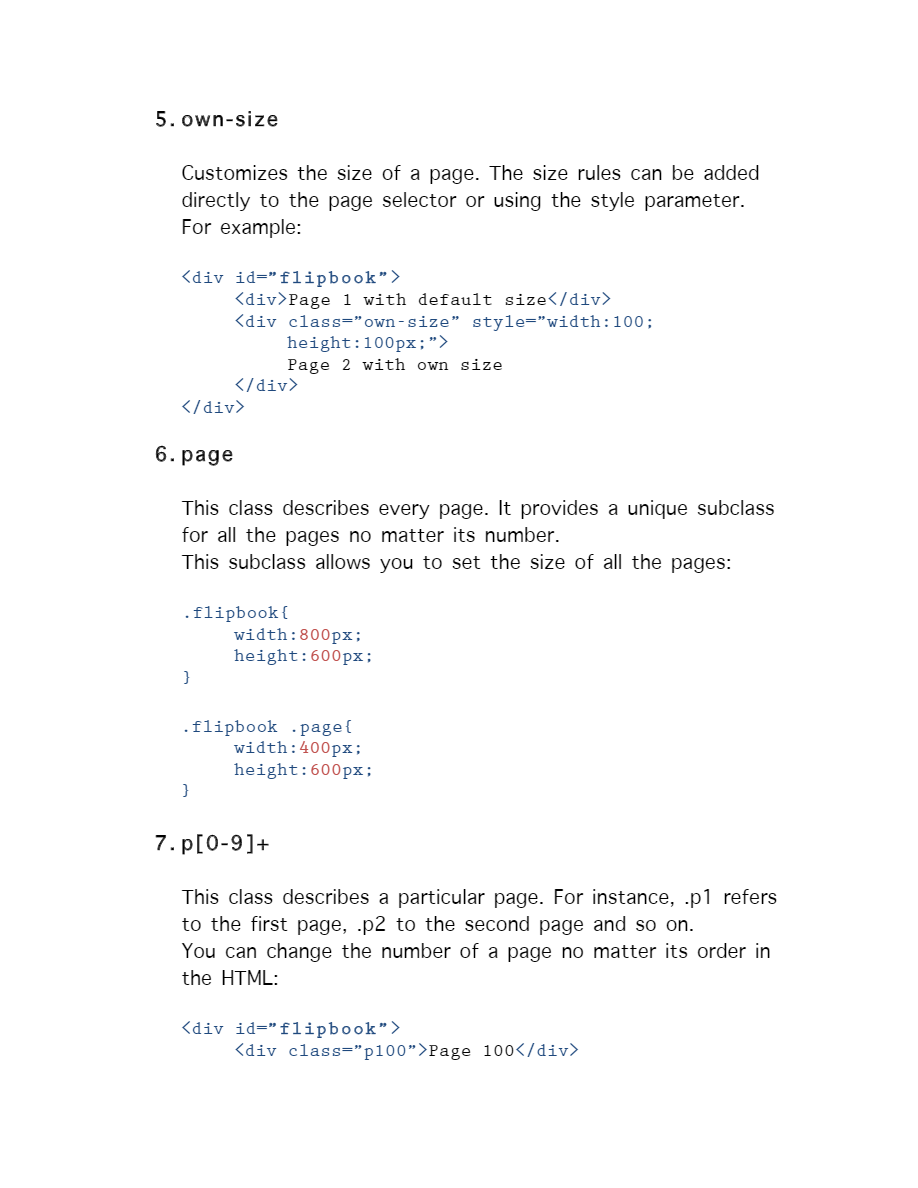 5. own-size
Customizes the size of a page. The size rules can be added
directly to the page selector or using the style parameter.
For example:
<div id=”flipbook”>
<div>Page 1 with default size</div>
<div class=”own-size” style=”width:100;
height:100px;”>
Page 2 with own size
</div>
</div>
6. page
This class describes every page. It provides a unique subclass
for all the pages no matter its number.
This subclass allows you to set the size of all the pages:
.flipbook{
width:800px;
height:600px;
}
.flipbook .page{
width:400px;
height:600px;
}
7. p[0-9]+
This class describes a particular page. For instance, .p1 refers
to the first page, .p2 to the second page and so on.
You can change the number of a page no matter its order in
the HTML:
<div id=”flipbook”>
<div class=”p100”>Page 100</div>